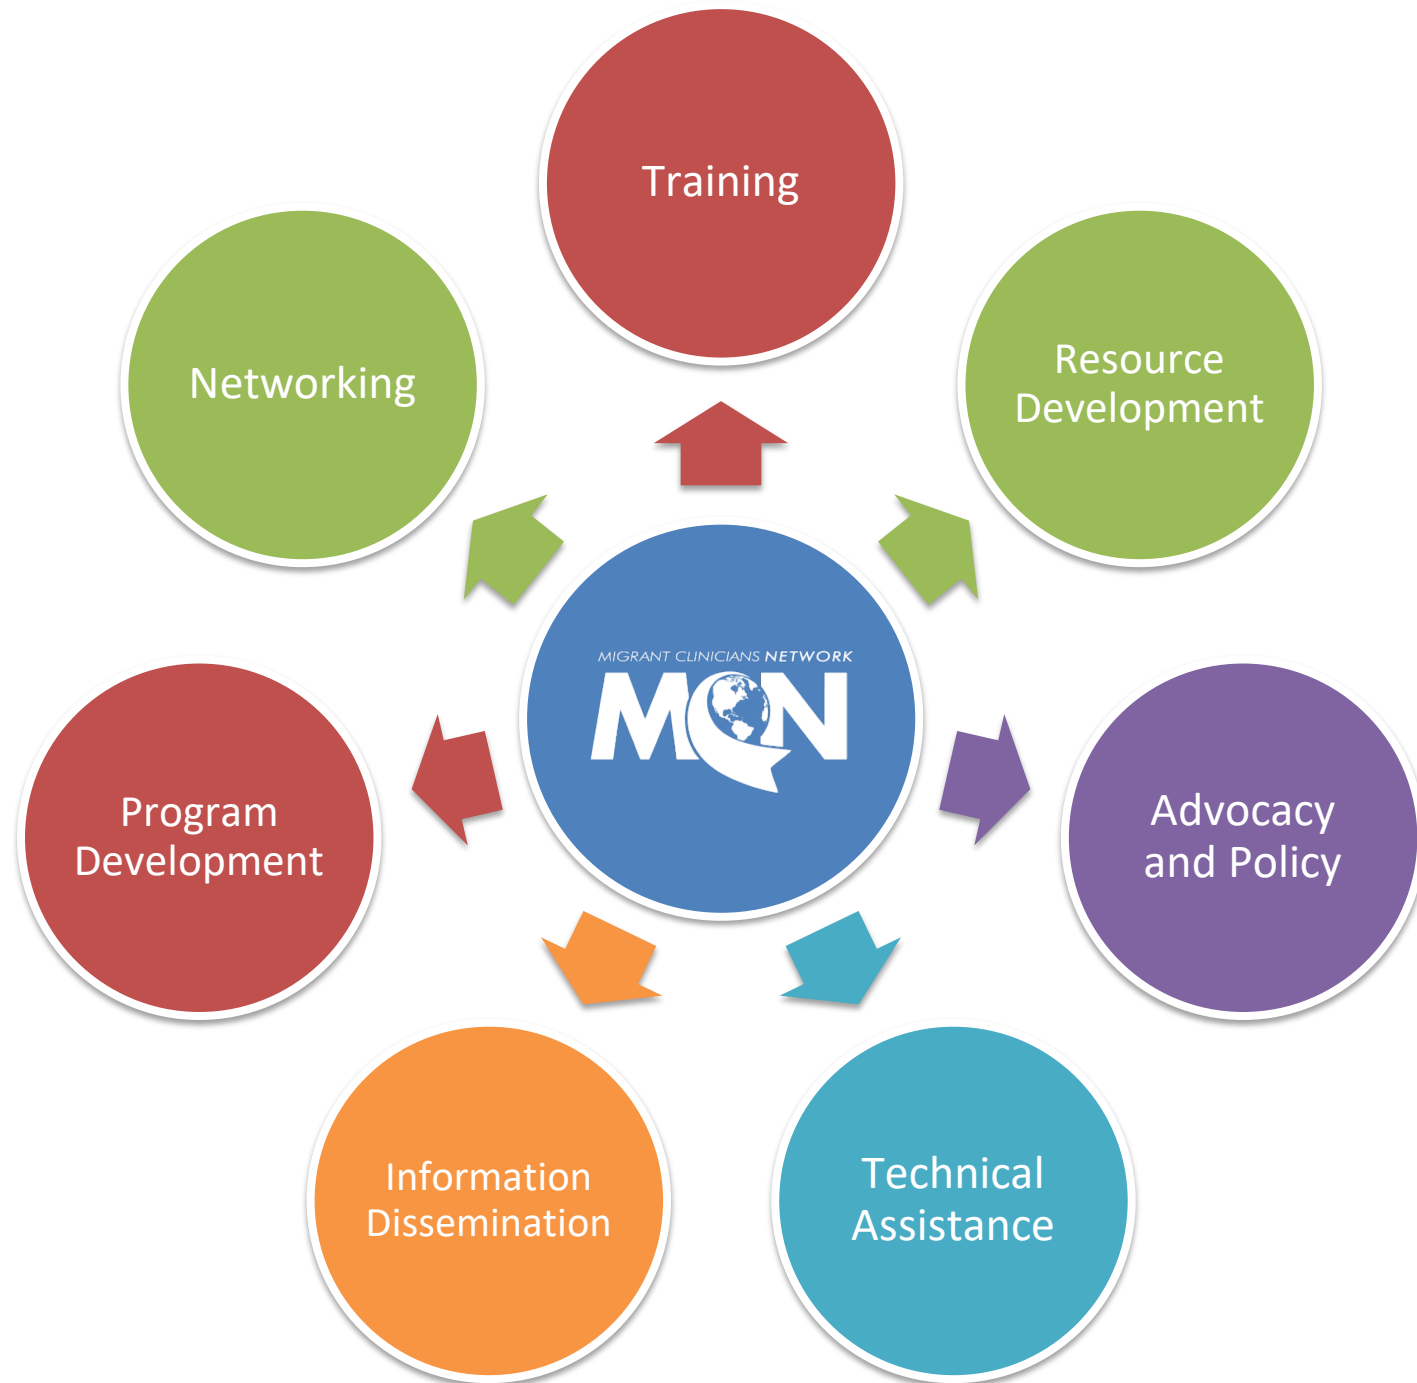 Training
Networking
Resource
Development
MIGRANT CLINICIANS NETWORK
MCN
Program
Development
Advocacy
and Policy
Information
Dissemination
Technical
Assistance